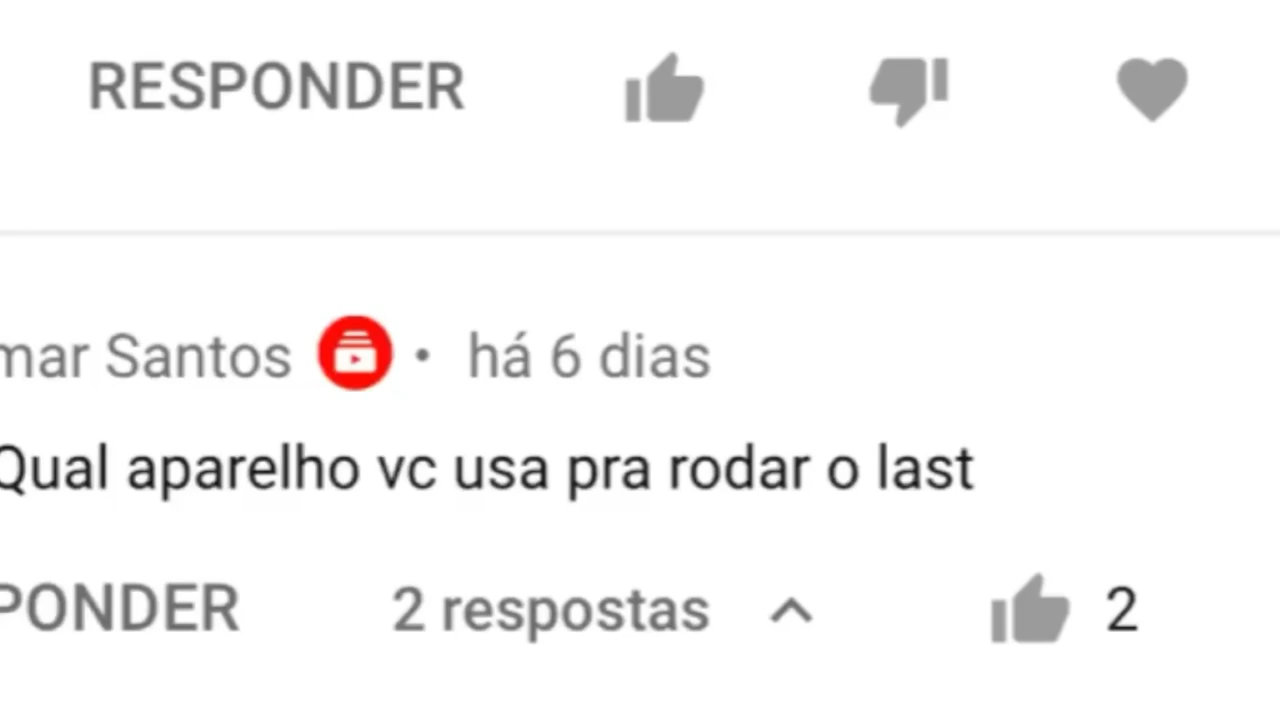 RESPONDER
mar Santos • há 6 dias
Qual aparelho vc usa pra rodar o last
PONDER 2 respostas 2